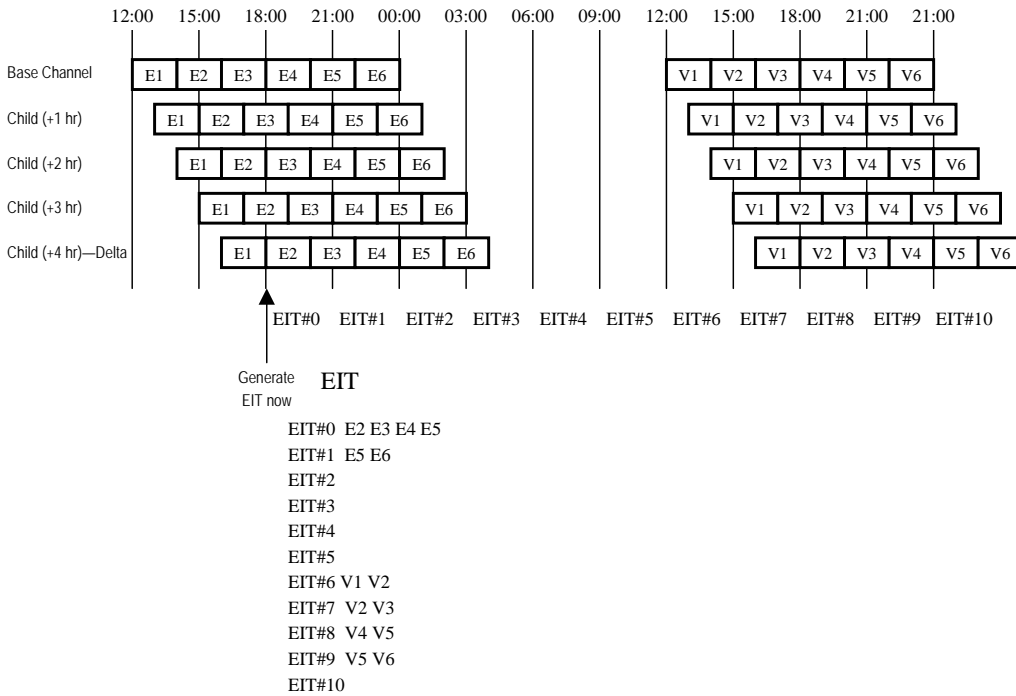 12:00 15:00 18:00 21:00 00:00 03:00 06:00 09:00 12:00 15:00 18:00 21:00 21:00
Base Channel E1 E2 E3 E4 E5 E6 V1 V2 V3 V4 V5 V6
Child (+1 hr) E1 E2 E3 E4 E5 E6 V1 V2 V3 V4 V5 V6
Child (+2 hr) E1 E2 E3 E4 E5 E6 V1 V2 V3 V4 V5 V6
Child (+3 hr) E1 E2 E3 E4 E5 E6 V1 V2 V3 V4 V5 V6
Child (+4 hr)—Delta E1 E2 E3 E4 E5 E6 V1 V2 V3 V4 V5 V6
EIT#0 EIT#1 EIT#2 EIT#3 EIT#4 EIT#5 EIT#6 EIT#7 EIT#8 EIT#9 EIT#10
Generate
EIT now
EIT
EIT#0 E2 E3 E4 E5
EIT#1 E5 E6
EIT#2
EIT#3
EIT#4
EIT#5
EIT#6 V1 V2
EIT#7 V2 V3
EIT#8 V4 V5
EIT#9 V5 V6
EIT#10